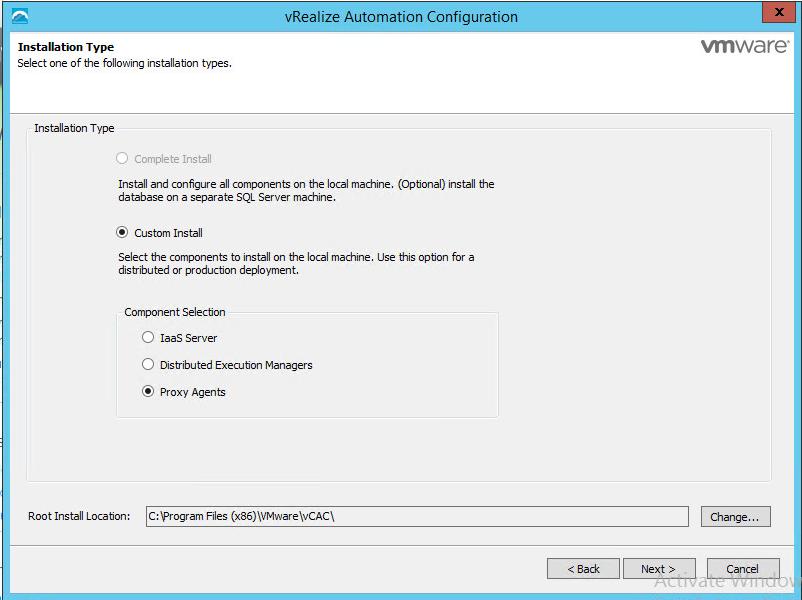 vRealize Automation Configuration
x
Installation Type
Select one of the following installation types.
vmware®
Installation Type
Complete Install
Install and configure all components on the local machine. (Optional) install the
database on a separate SQL Server machine.
Custom Install
Select the components to install on the local machine. Use this option for a
distributed or production deployment.
Component Selection
IaaS Server
Distributed Execution Managers
Proxy Agents
Root Install Location:
C:\Program Files (x86)\VMware\vCAC\
Change...
< Back
Next >
Cancel
Activate Window